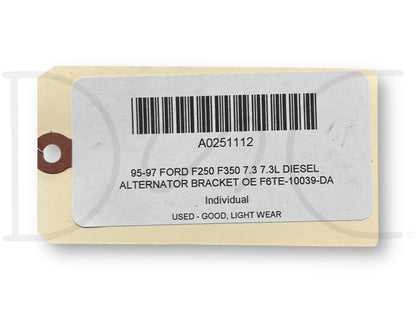 A0251112
95-97 FORD F250 F350 7.3 7.3L DIESEL
ALTERNATOR BRACKET OE F6TE-10039-DA
Individual
USED - GOOD, LIGHT WEAR